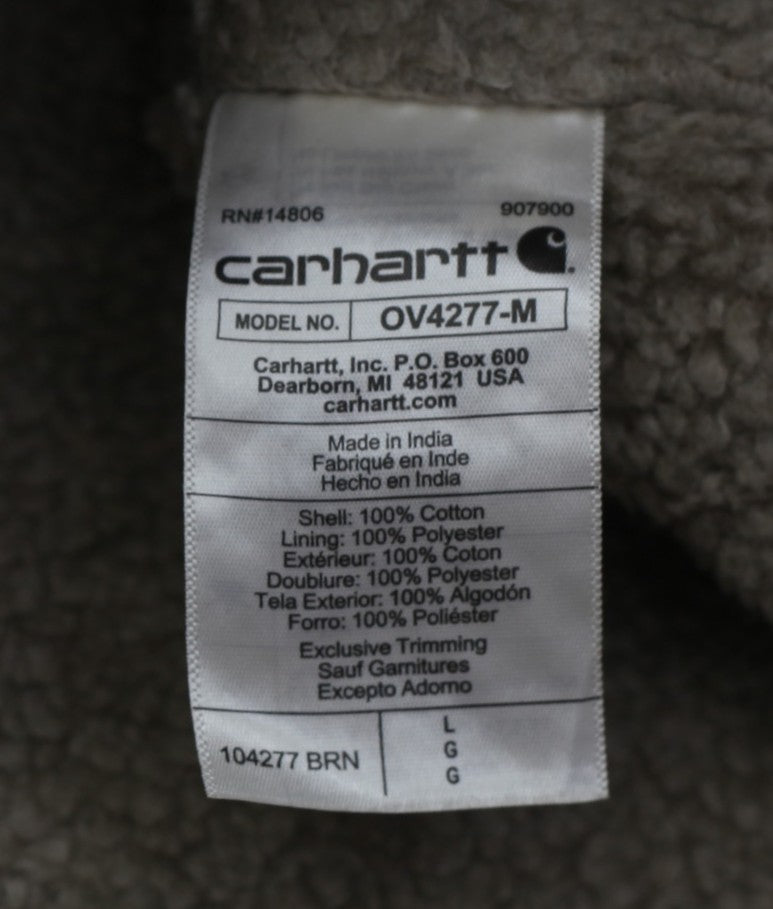 RN#14806 907900
carhartt
MODEL NO. OV4277-M
Carhartt, Inc. P.O. Box 600
Dearborn, MI 48121 USA
carhartt.com
Made in India
Fabriqué en Inde
Hecho en India
Shell: 100% Cotton
Lining: 100% Polyester
Extérieur: 100% Coton
Doublure: 100% Polyester
Tela Exterior: 100% Algodón
Forro: 100% Poliéster
Exclusive Trimming
Sauf Garnitures
Excepto Adorno
104277 BRN
L
G
G